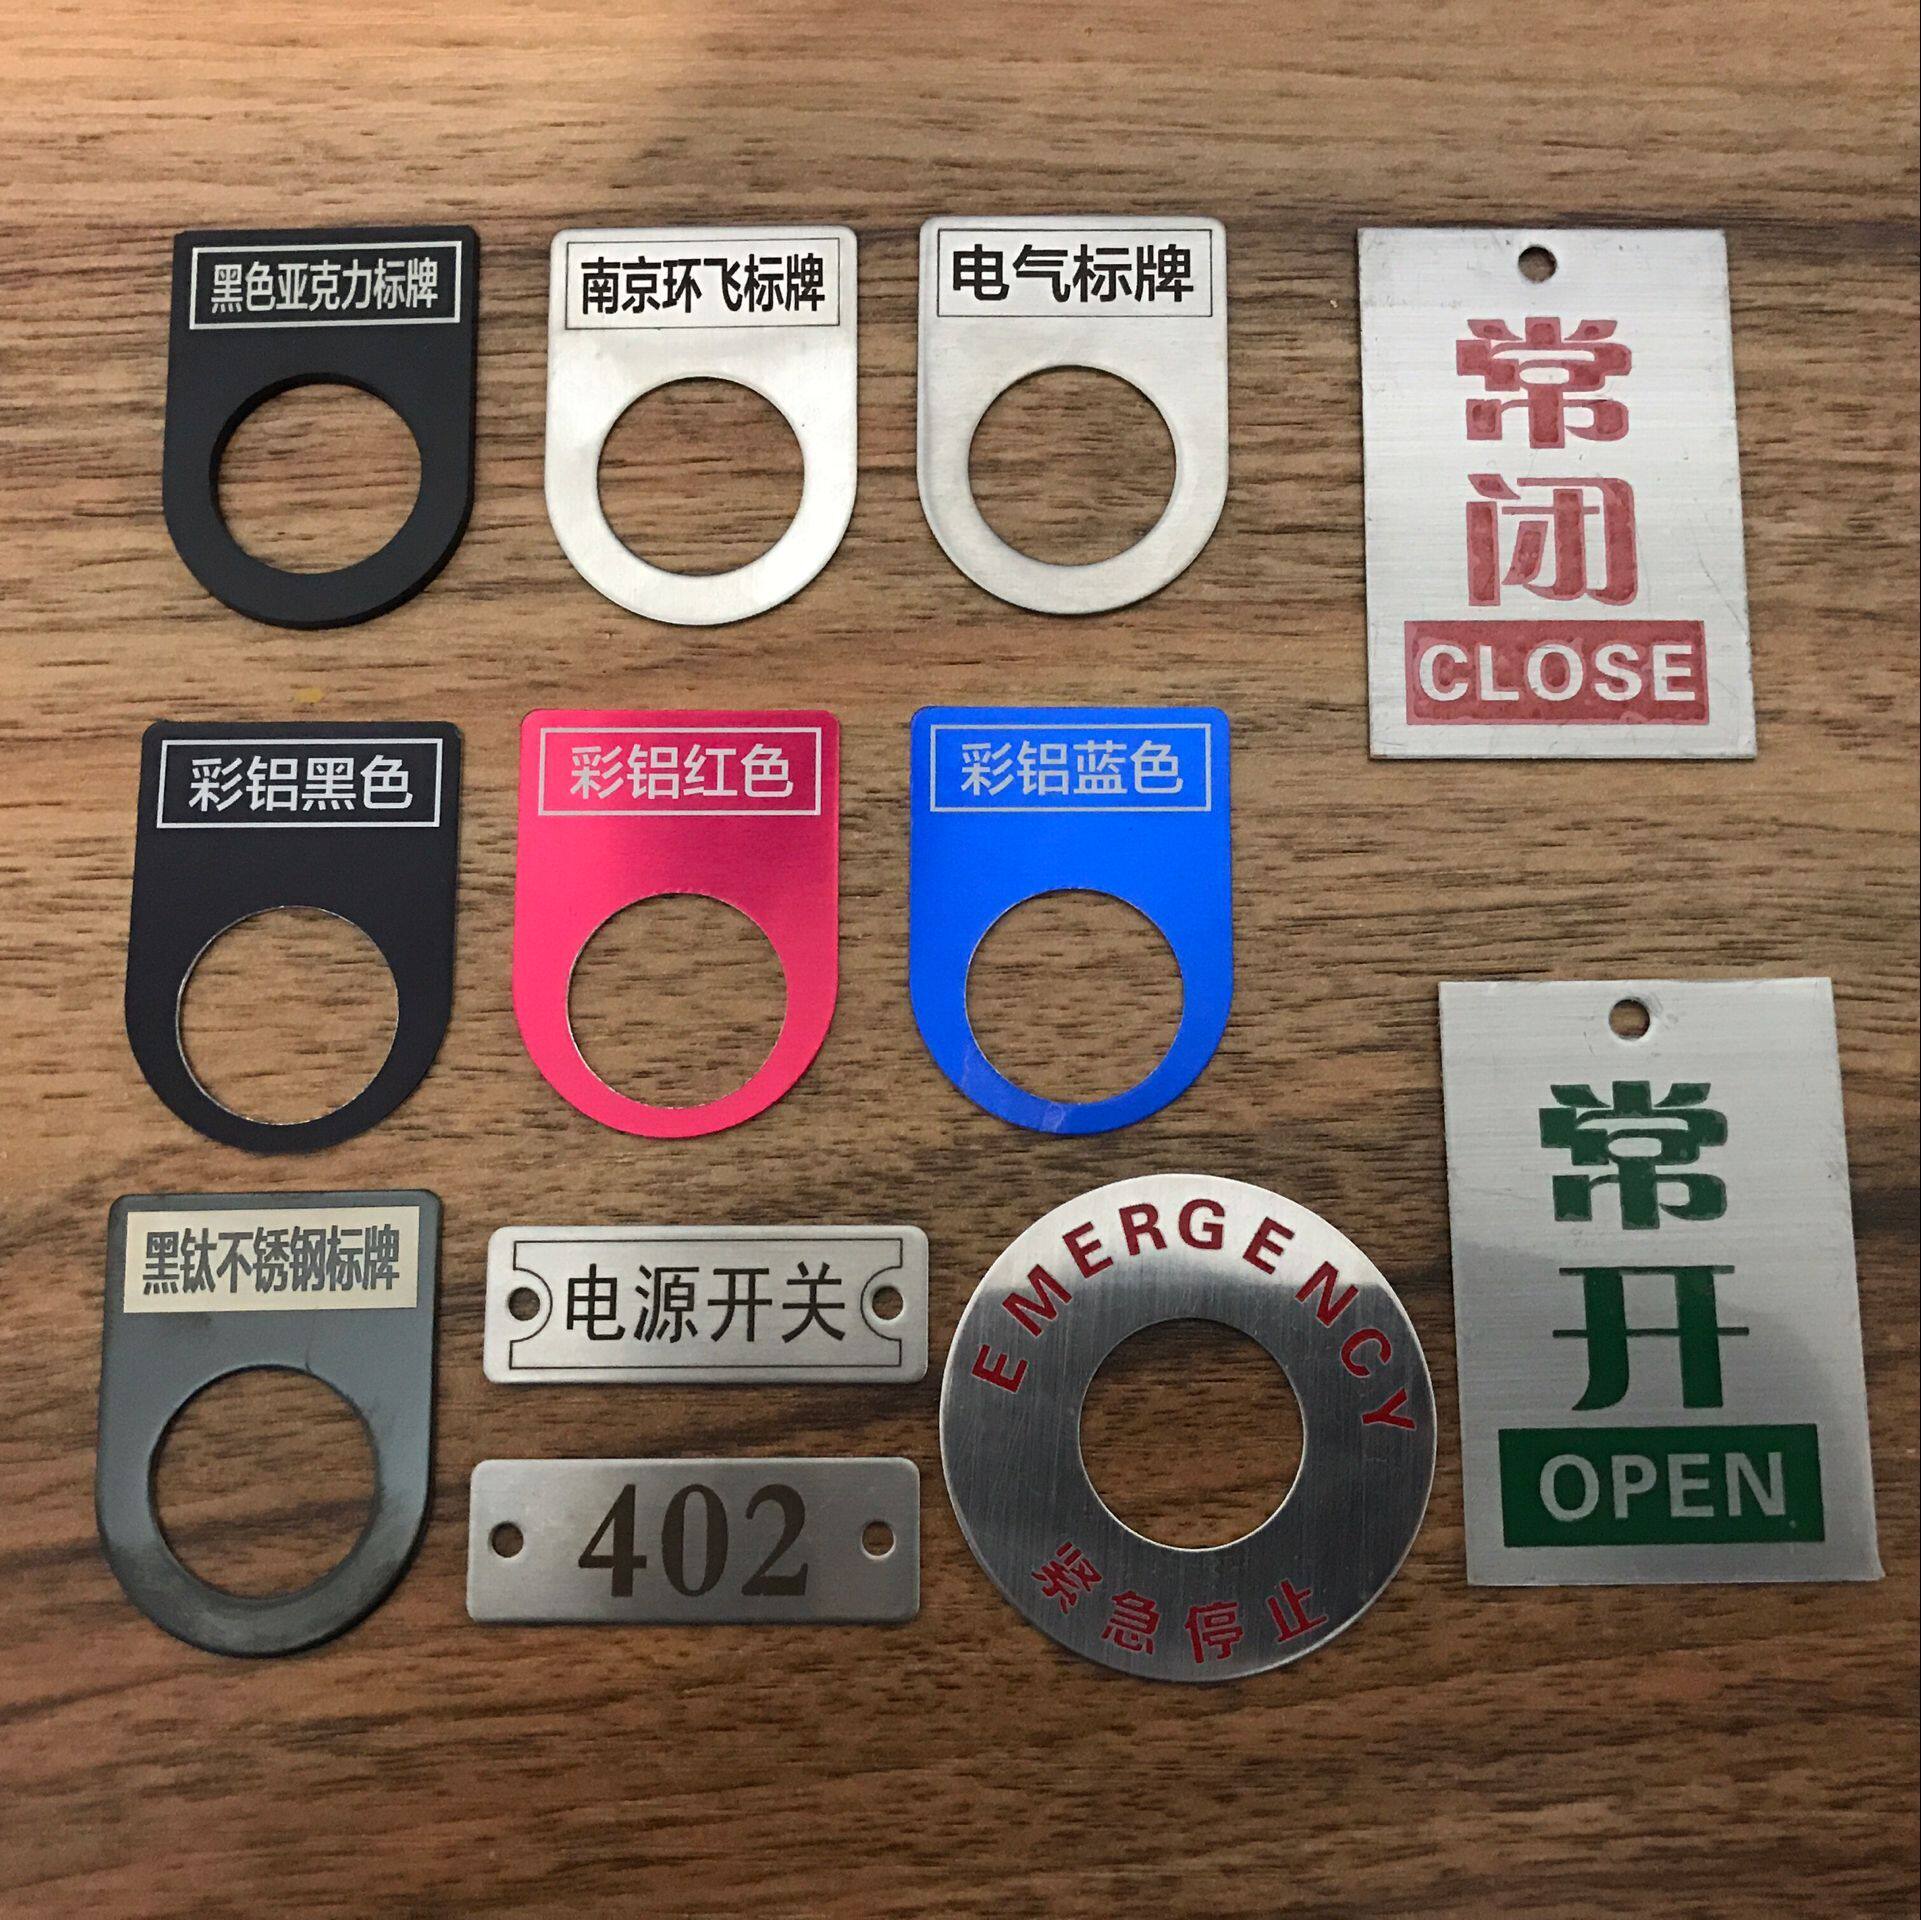 黑色亚克力标牌
南京环飞标牌
电气标牌
常
闭
CLOSE
彩铝黑色
彩铝红色
彩铝蓝色
常
开
OPEN
黑钛不锈钢标牌
电源开关
402
EMERGENCY
紧急停止